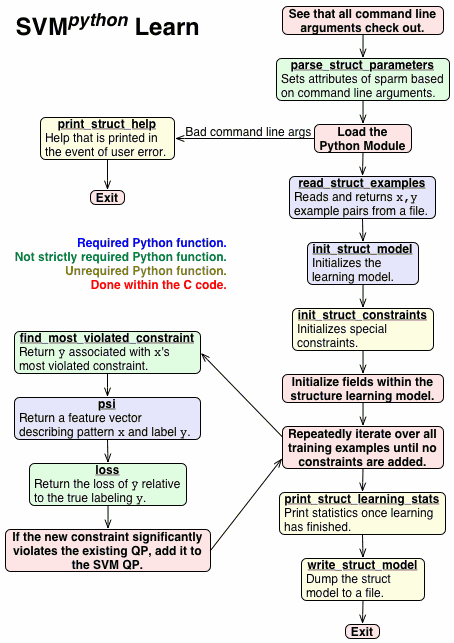 SVMpython Learn
See that all command line
arguments check out.
parse_struct_parameters
Sets attributes of sparm based
on command line arguments.
print_struct_help
Help that is printed in
the event of user error.
Bad command line args
Load the
Python Module
Exit
read_struct_examples
Reads and returns x,y
example pairs from a file.
Required Python function.
Not strictly required Python function.
Unrequired Python function.
Done within the C code.
init_struct_model
Initializes the
learning model.
init_struct_constraints
Initializes special
constraints.
find_most_violated_constraint
Return y associated with x's
most violated constraint.
Initialize fields within the
structure learning model.
psi
Return a feature vector
describing pattern x and label y.
Repeatedly iterate over all
training examples until no
constraints are added.
loss
Return the loss of y relative
to the true labeling y.
print_struct_learning_stats
Print statistics once learning
has finished.
If the new constraint significantly
violates the existing QP, add it to
the SVM QP.
write_struct_model
Dump the struct
model to a file.
Exit